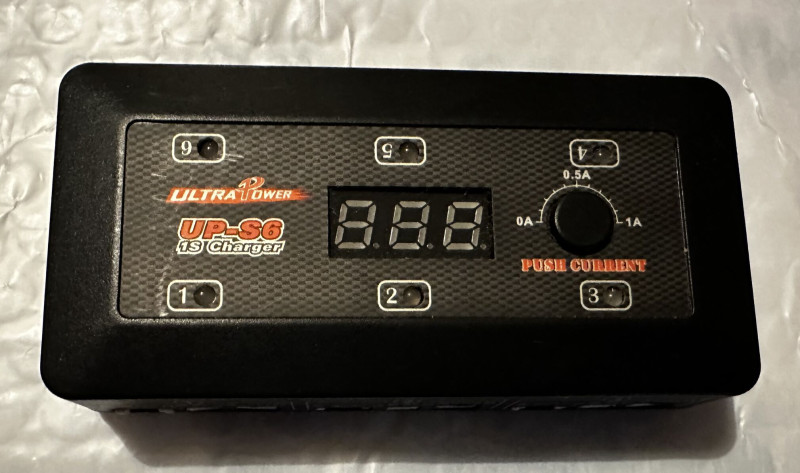 6
5
4
ULTRA POWER
UP-S6
1S Charger
888
0.5A
0A
1A
PUSH CURRENT
1
2
3